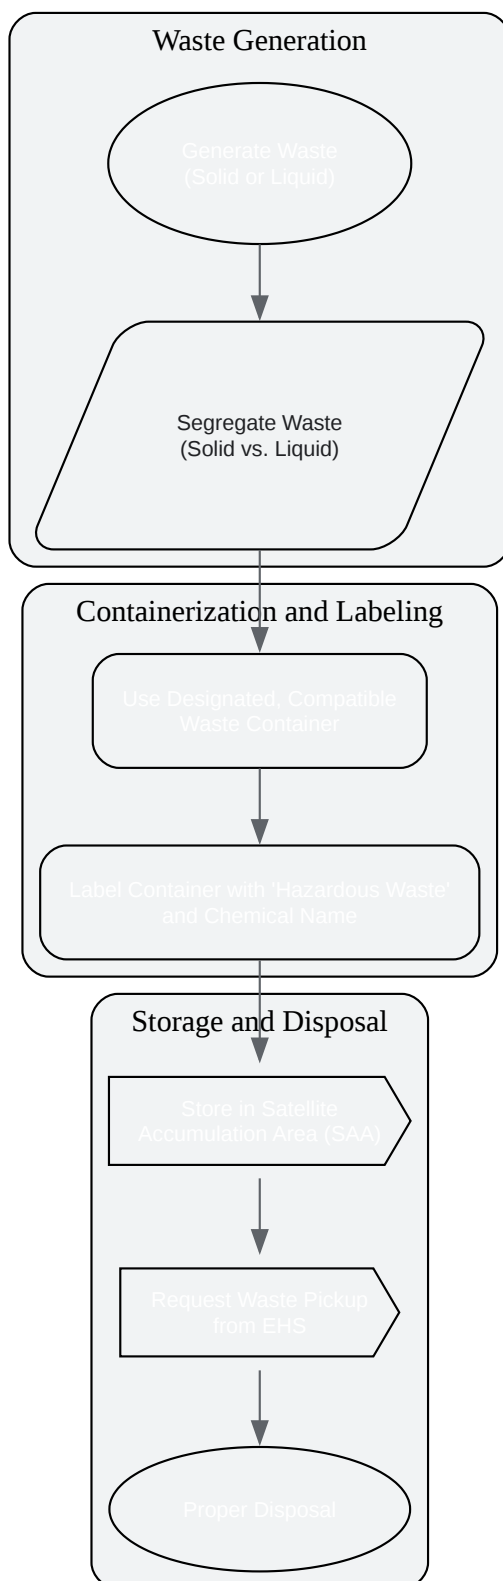 Waste Generation
Generate Waste
(Solid or Liquid)
Segregate Waste
(Solid vs. Liquid)
Containerization and Labeling
Use Designated, Compatible
Waste Container
Label Container with 'Hazardous Waste'
and Chemical Name
Storage and Disposal
Store in Satellite
Accumulation Area (SAA)
Request Waste Pickup
from EHS
Proper Disposal